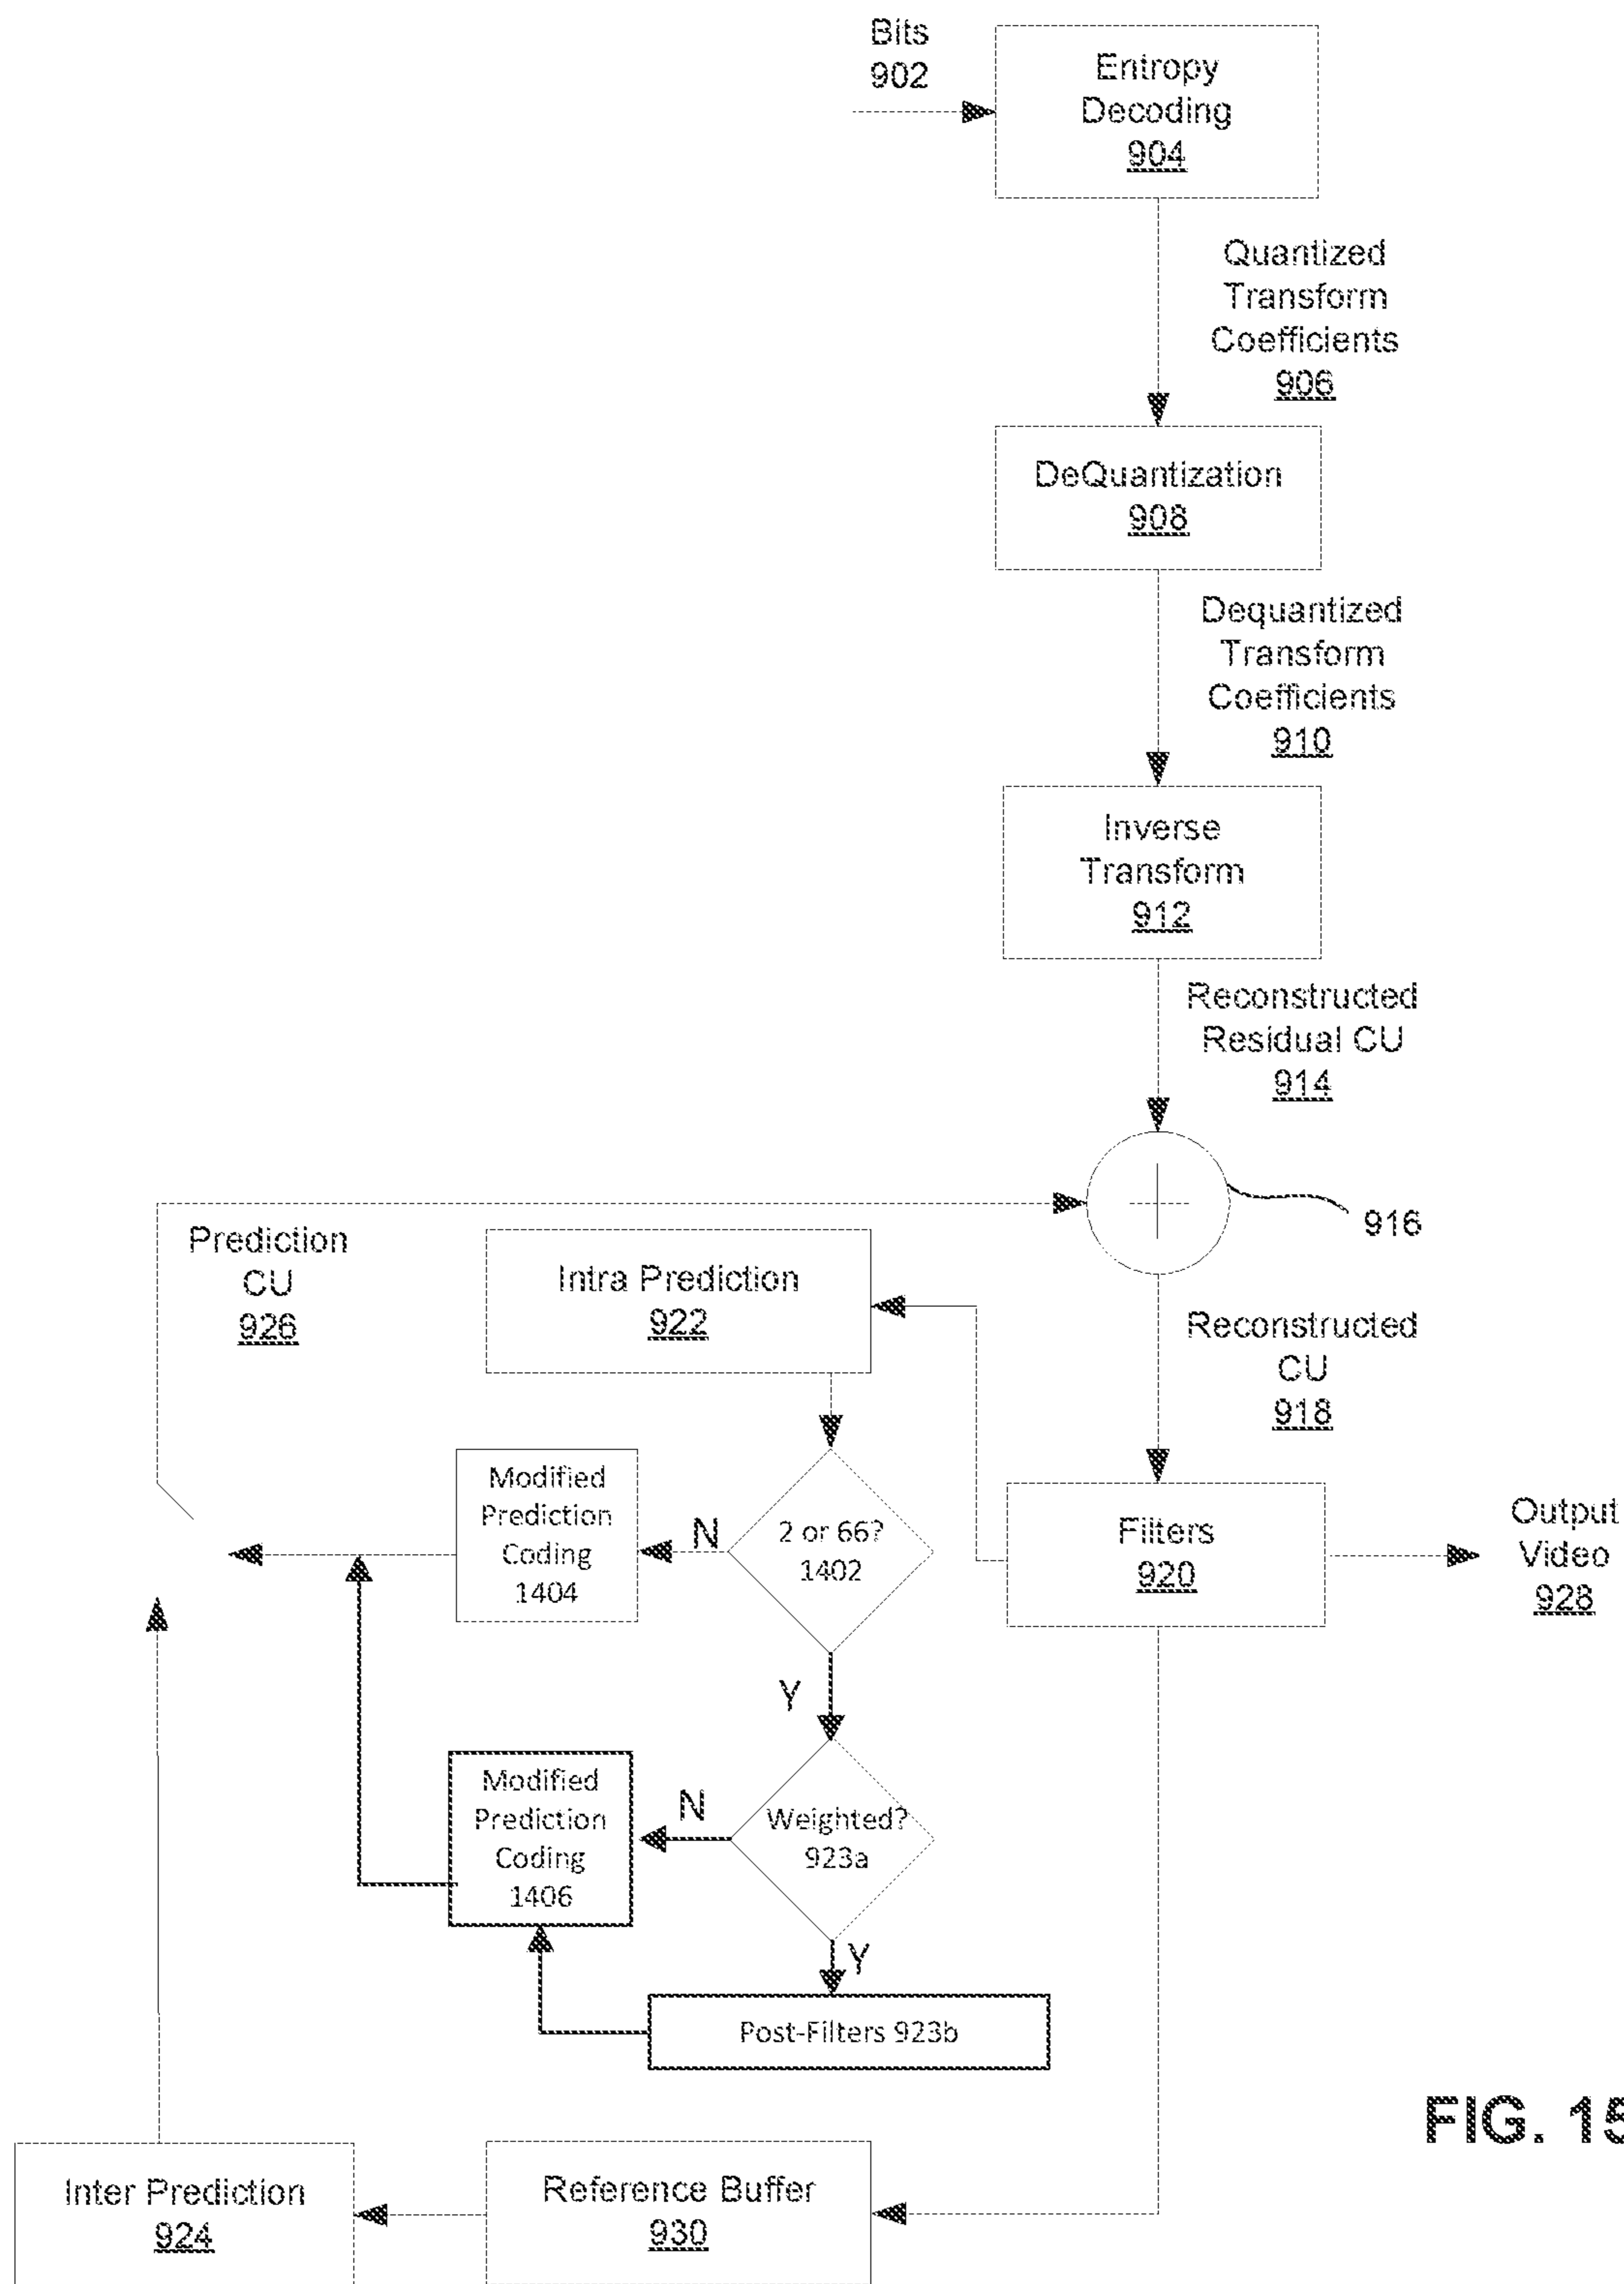 Bits
902
Entropy
Decoding
904
Quantized
Transform
Coefficients
906
DeQuantization
908
Dequantized
Transform
Coefficients
910
Inverse
Transform
912
Reconstructed
Residual CU
914
916
Prediction
CU
926
Intra Prediction
922
Reconstructed
CU
918
Modified
Prediction
Coding
1404
N
2 or 66?
1402
Filters
920
Output
Video
928
Y
Modified
Prediction
Coding
1406
N
Weighted?
923a
Y
Post-Filters 923b
FIG. 15
Inter Prediction
924
Reference Buffer
930